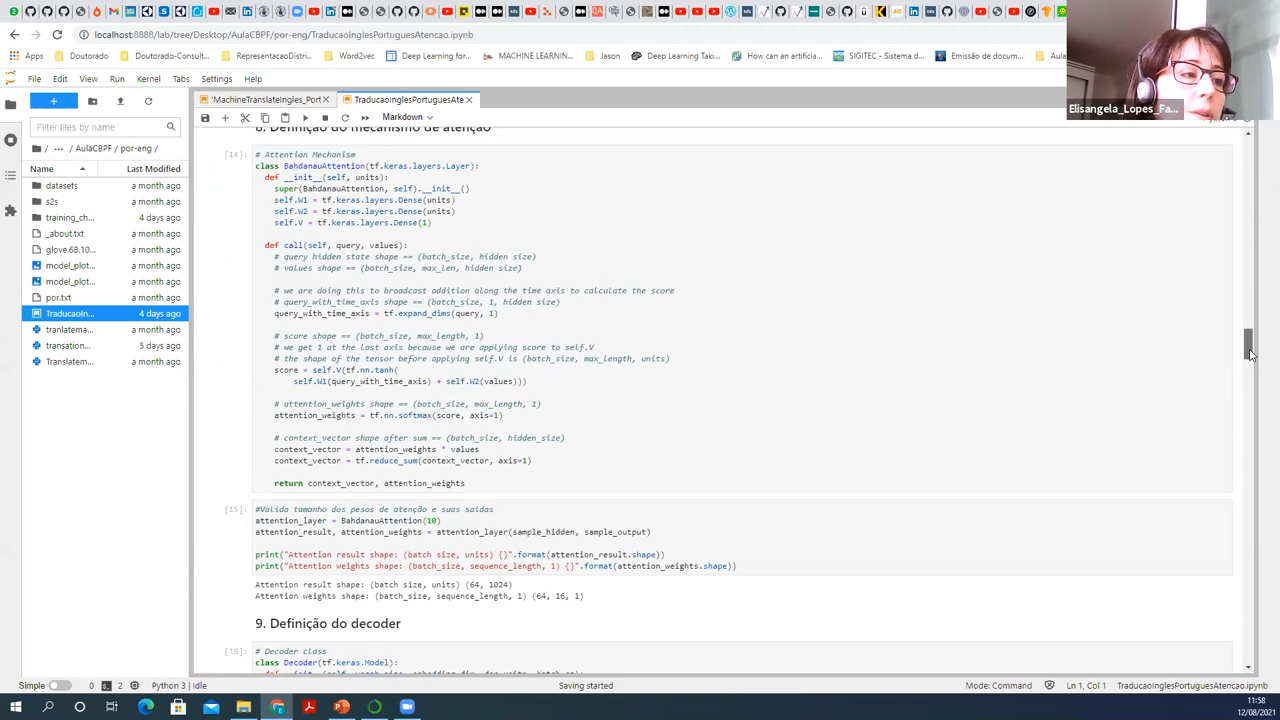 localhost:8888/lab/tree/Desktop/AulaCBPF/por-eng/TraducaoInglesPortuguesAtencao.ipynb
Apps
Doutorado
Doutorado-Consult...
RepresentacaoDistri...
Word2vec
Deep Learning for...
MACHINE LEARNING...
Jason
Deep Learning Taki...
How can an artificia...
SIGITEC - Sistema d...
Emissão de docum...
Elisangela_Lopes_Fa...
File
Edit
View
Run
Kernel
Tabs
Settings
Help
'MachineTranslateIngles_Port
TraducaoInglesPortuguesAte
Markdown
Filter files by name
/ ··· / AulaCBPF / por-eng /
Name
Last Modified
datasets
a month ago
s2s
a month ago
training_ch...
4 days ago
_about.txt
a month ago
glove.6B.10...
a month ago
model_plot...
a month ago
model_plot...
a month ago
por.txt
a month ago
TraducaoIn...
4 days ago
tranlatema...
a month ago
transation...
5 days ago
Translatem...
a month ago
8. Definição do mecanismo de atenção
[14]:
# Attention Mechanism
class BahdanauAttention(tf.keras.layers.Layer):
def __init__(self, units):
super(BahdanauAttention, self).__init__()
self.W1 = tf.keras.layers.Dense(units)
self.W2 = tf.keras.layers.Dense(units)
self.V = tf.keras.layers.Dense(1)
def call(self, query, values):
# query hidden state shape == (batch_size, hidden size)
# values shape == (batch_size, max_len, hidden size)
# we are doing this to broadcast addition along the time axis to calculate the score
# query_with_time_axis shape == (batch_size, 1, hidden size)
query_with_time_axis = tf.expand_dims(query, 1)
# score shape == (batch_size, max_length, 1)
# we get 1 at the last axis because we are applying score to self.V
# the shape of the tensor before applying self.V is (batch_size, max_length, units)
score = self.V(tf.nn.tanh(
self.W1(query_with_time_axis) + self.W2(values)))
# attention_weights shape == (batch_size, max_length, 1)
attention_weights = tf.nn.softmax(score, axis=1)
# context_vector shape after sum == (batch_size, hidden_size)
context_vector = attention_weights * values
context_vector = tf.reduce_sum(context_vector, axis=1)
return context_vector, attention_weights
[15]:
#Valida tamanho dos pesos de atenção e suas saídas
attention_layer = BahdanauAttention(10)
attention_result, attention_weights = attention_layer(sample_hidden, sample_output)
print("Attention result shape: (batch size, units) {}".format(attention_result.shape))
print("Attention weights shape: (batch_size, sequence_length, 1) {}".format(attention_weights.shape))
Attention result shape: (batch size, units) (64, 1024)
Attention weights shape: (batch_size, sequence_length, 1) (64, 16, 1)
9. Definição do decoder
[16]:
# Decoder class
class Decoder(tf.keras.Model):
Simple
0
2
Python 3 | Idle
Saving started
Mode: Command
Ln 1, Col 1
TraducaoInglesPortuguesAtencao.ipynb
11:58
12/08/2021